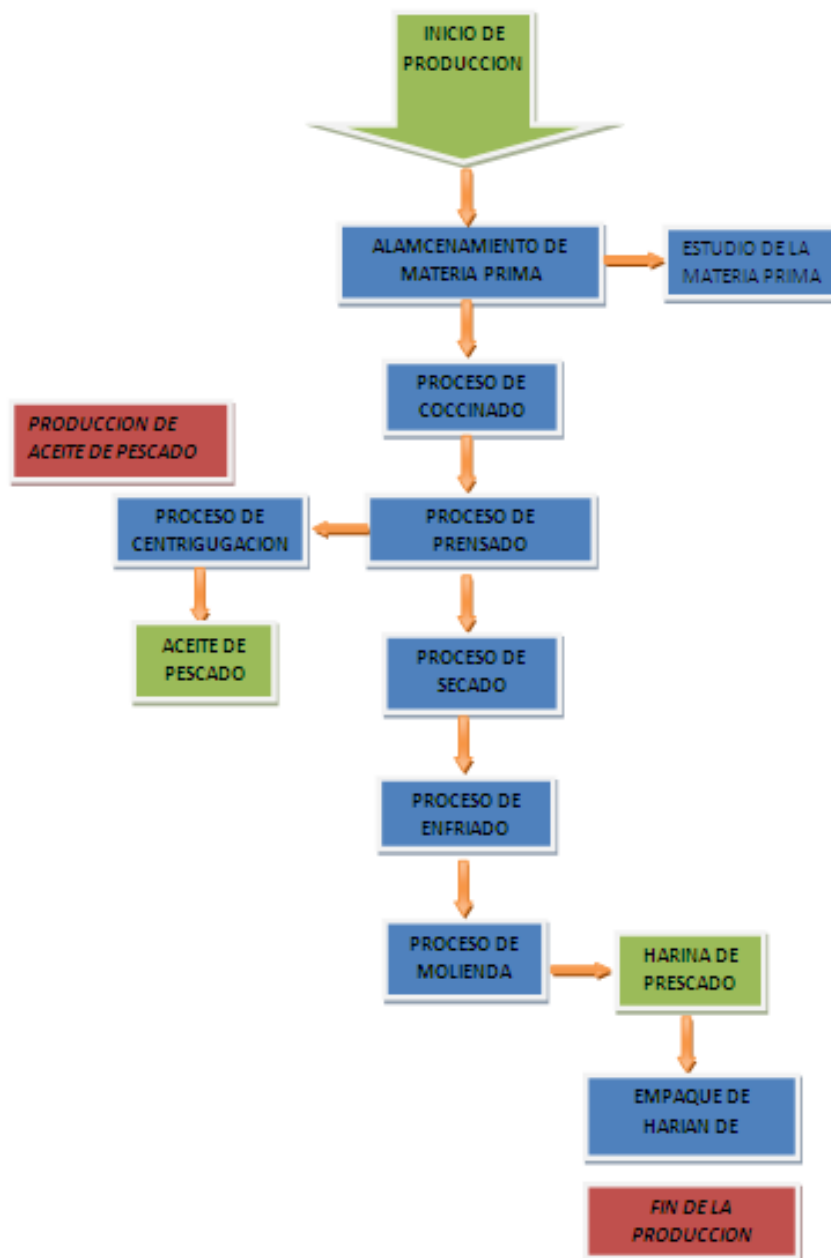 INICIO DE
PRODUCCION
ALAMCENAMIENTO DE
MATERIA PRIMA
ESTUDIO DE LA
MATERIA PRIMA
PROCESO DE
COCCINADO
PRODUCCION DE
ACEITE DE PESCADO
PROCESO DE
CENTRIGUGACION
PROCESO DE
PRENSADO
ACEITE DE
PESCADO
PROCESO DE
SECADO
PROCESO DE
ENFRIADO
PROCESO DE
MOLIENDA
HARINA DE
PRESCADO
EMPAQUE DE
HARIAN DE
FIN DE LA
PRODUCCION